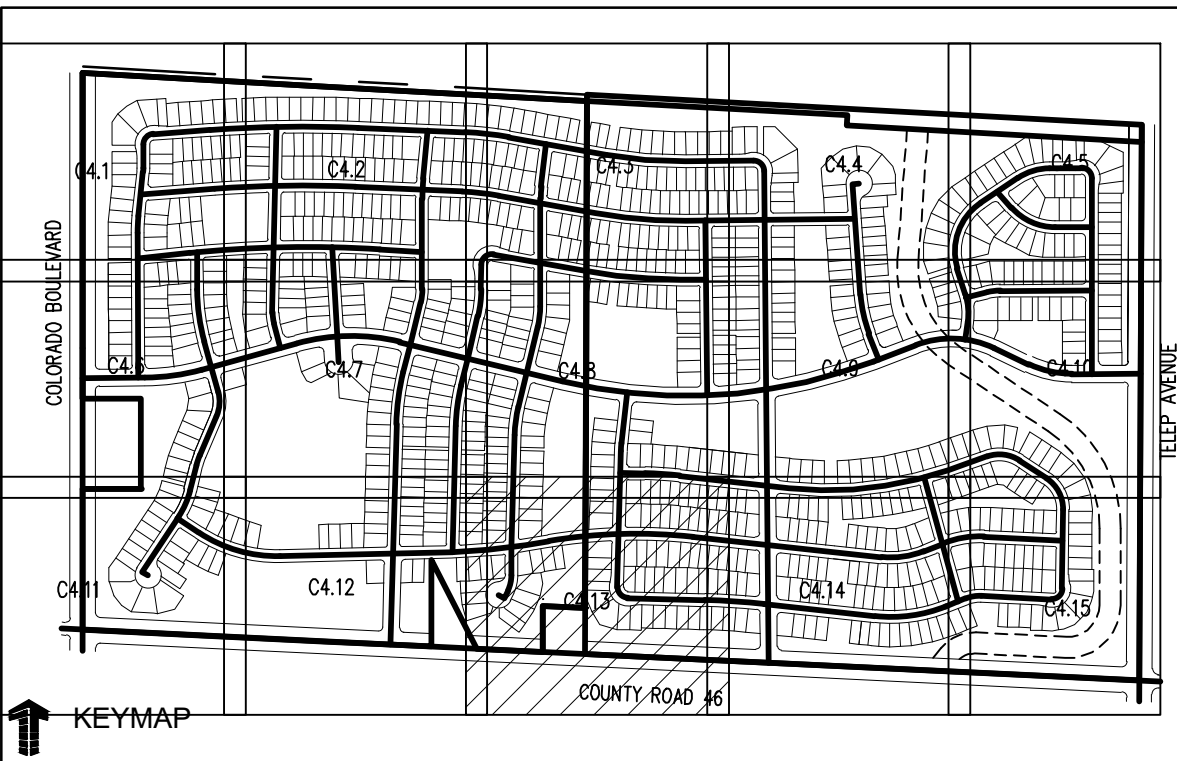 C4.1
C4.2
C4.3
C4.4
C4.5
COLORADO BOULEVARD
C4.6
C4.7
C4.8
C4.9
C4.10
TELEP AVENUE
C4.11
C4.12
C4.13
C4.14
C4.15
COUNTY ROAD 46
KEYMAP